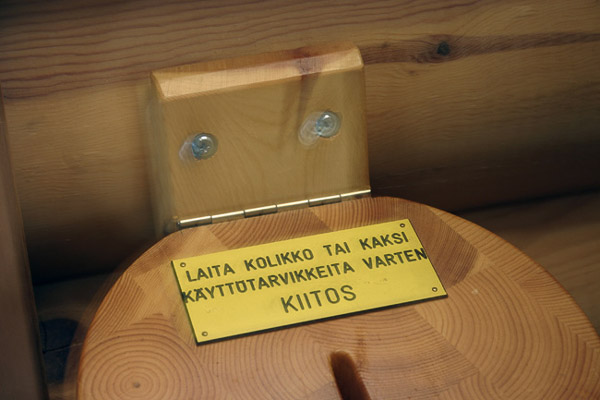 LAITA KOLIKKO TAI KAKSI
KÄYTTÖTARVIKKEITA VARTEN
KIITOS